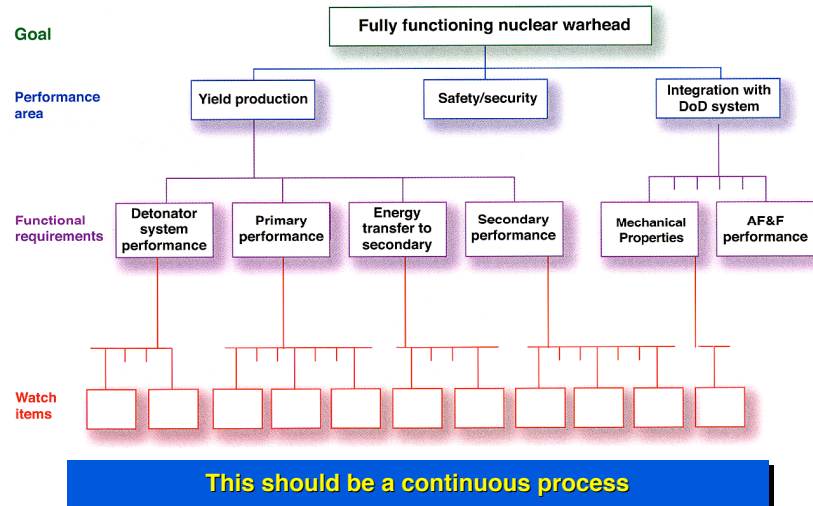 Goal
Fully functioning nuclear warhead
Performance
area
Yield production
Safety/security
Integration with
DoD system
Functional
requirements
Detonator
system
performance
Primary
performance
Energy
transfer to
secondary
Secondary
performance
Mechanical
Properties
AF&F
performance
Watch
items
This should be a continuous process